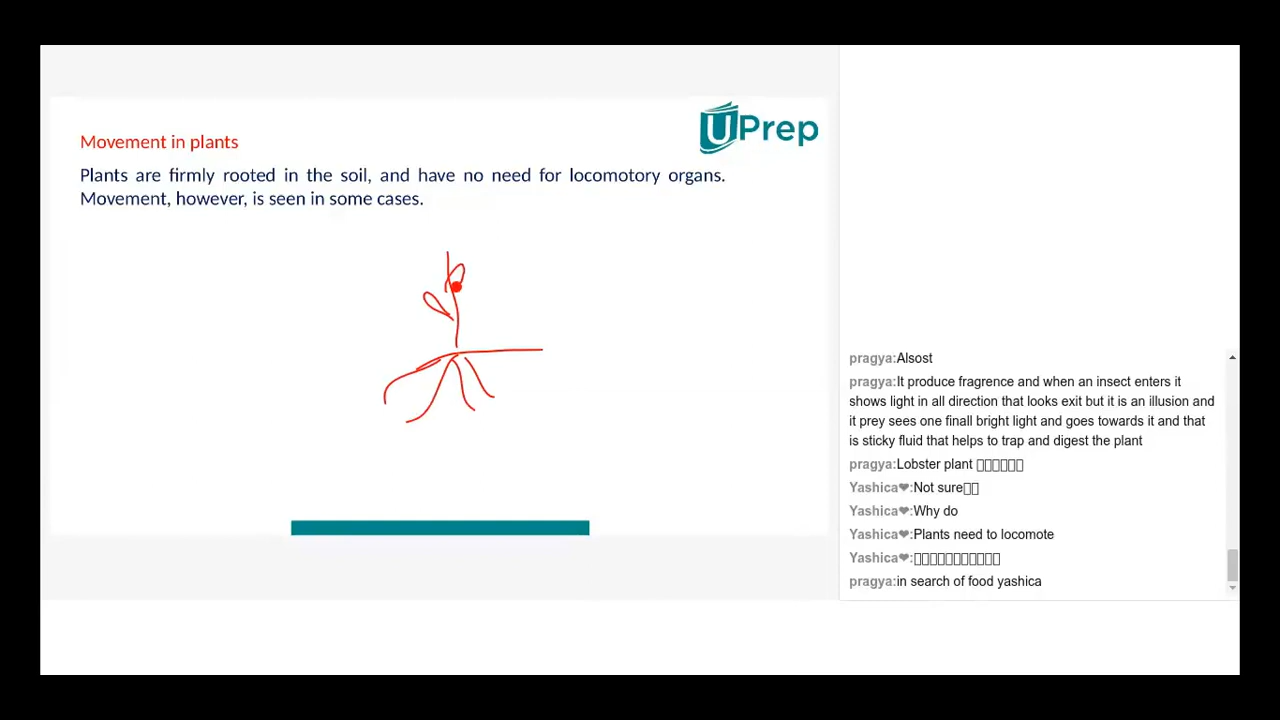 UPrep
Movement in plants
Plants are firmly rooted in the soil, and have no need for locomotory organs.
Movement, however, is seen in some cases.
pragya:Alsost
pragya:It produce fragrence and when an insect enters it
shows light in all direction that looks exit but it is an illusion and
it prey sees one finall bright light and goes towards it and that
is sticky fluid that helps to trap and digest the plant
pragya:Lobster plant
Yashica❤:Not sure
Yashica❤:Why do
Yashica❤:Plants need to locomote
Yashica❤:
pragya:in search of food yashica